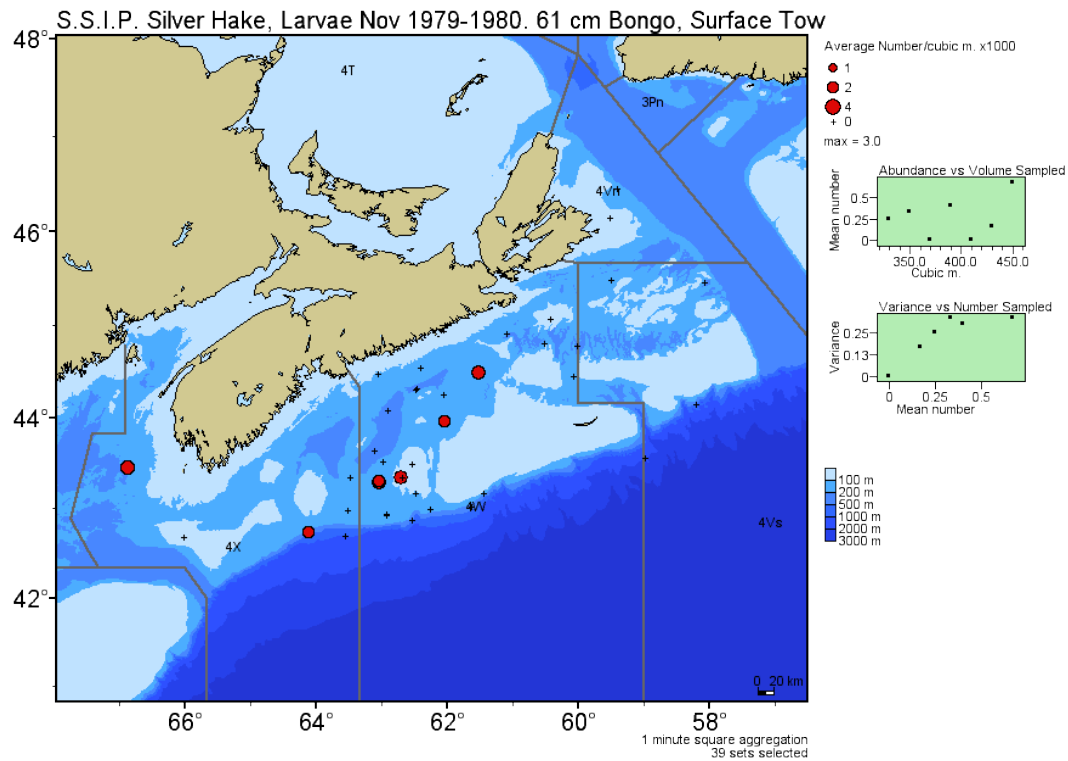 S.S.I.P. Silver Hake, Larvae Nov 1979-1980. 61 cm Bongo, Surface Tow
48°
46°
44°
42°
66°
64°
62°
60°
58°
4T
3Pn
4Vn
4W
4X
4Vs
0 20 km
1 minute square aggregation
39 sets selected
Average Number/cubic m. x1000
1
2
4
0
max = 3.0
Abundance vs Volume Sampled
Mean number
0.5
0.25
0
350.0 400.0 450.0
Cubic m.
Variance vs Number Sampled
Variance
0.25
0.13
0
0 0.25 0.5
Mean number
100 m
200 m
500 m
1000 m
2000 m
3000 m